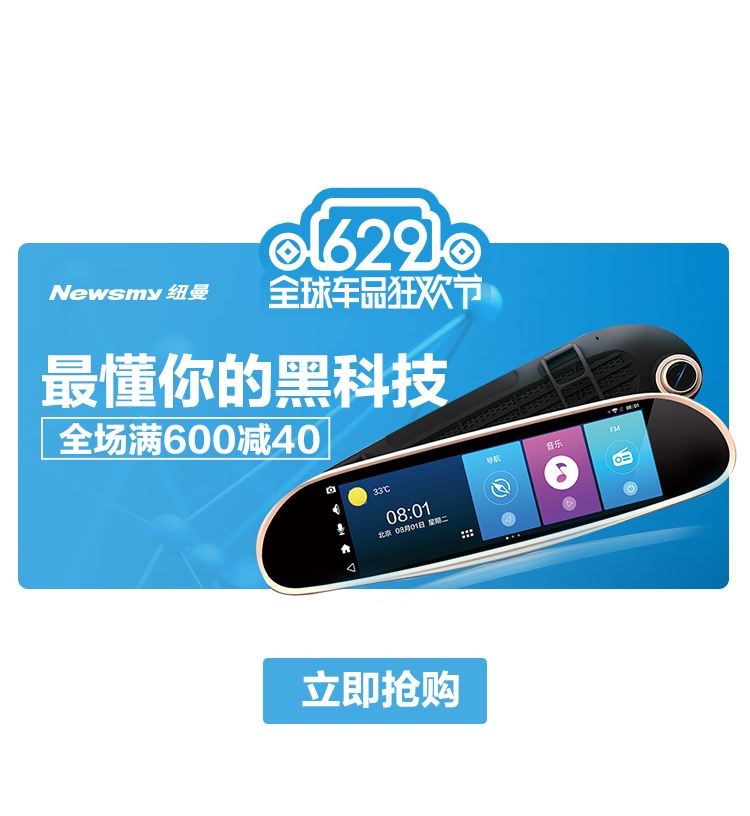 629
全球车品狂欢节
Newsmy 纽曼
最懂你的黑科技
全场满600减40
08:01
33℃
08:01
北京 08月01日 星期二
导航
音乐
FM
立即抢购